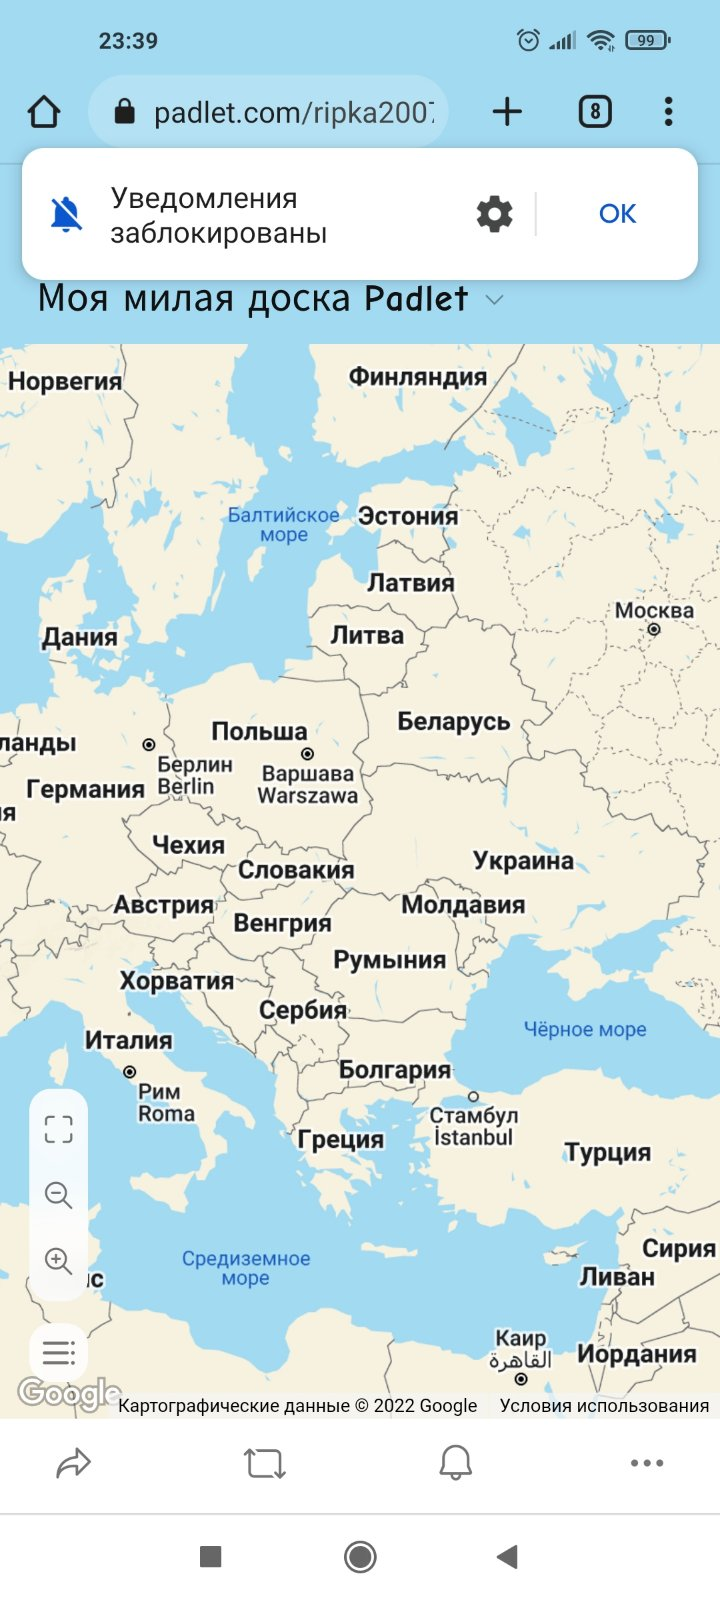 23:39
99
padlet.com/ripka2007
8
Уведомления
заблокированы
OK
Моя милая доска Padlet
Норвегия
Финляндия
Балтийское
море
Эстония
Латвия
Москва
Дания
Литва
Беларусь
Польша
ланды
Берлин
Berlin
Варшава
Warszawa
Германия
я
Чехия
Украина
Словакия
Австрия
Молдавия
Венгрия
Румыния
Хорватия
Сербия
Чёрное море
Италия
Болгария
Рим
Roma
Стамбул
İstanbul
Греция
Турция
Сирия
Средиземное
море
Ливан
ис
Каир
القاهرة
Иордания
Google
Картографические данные © 2022 Google
Условия использования